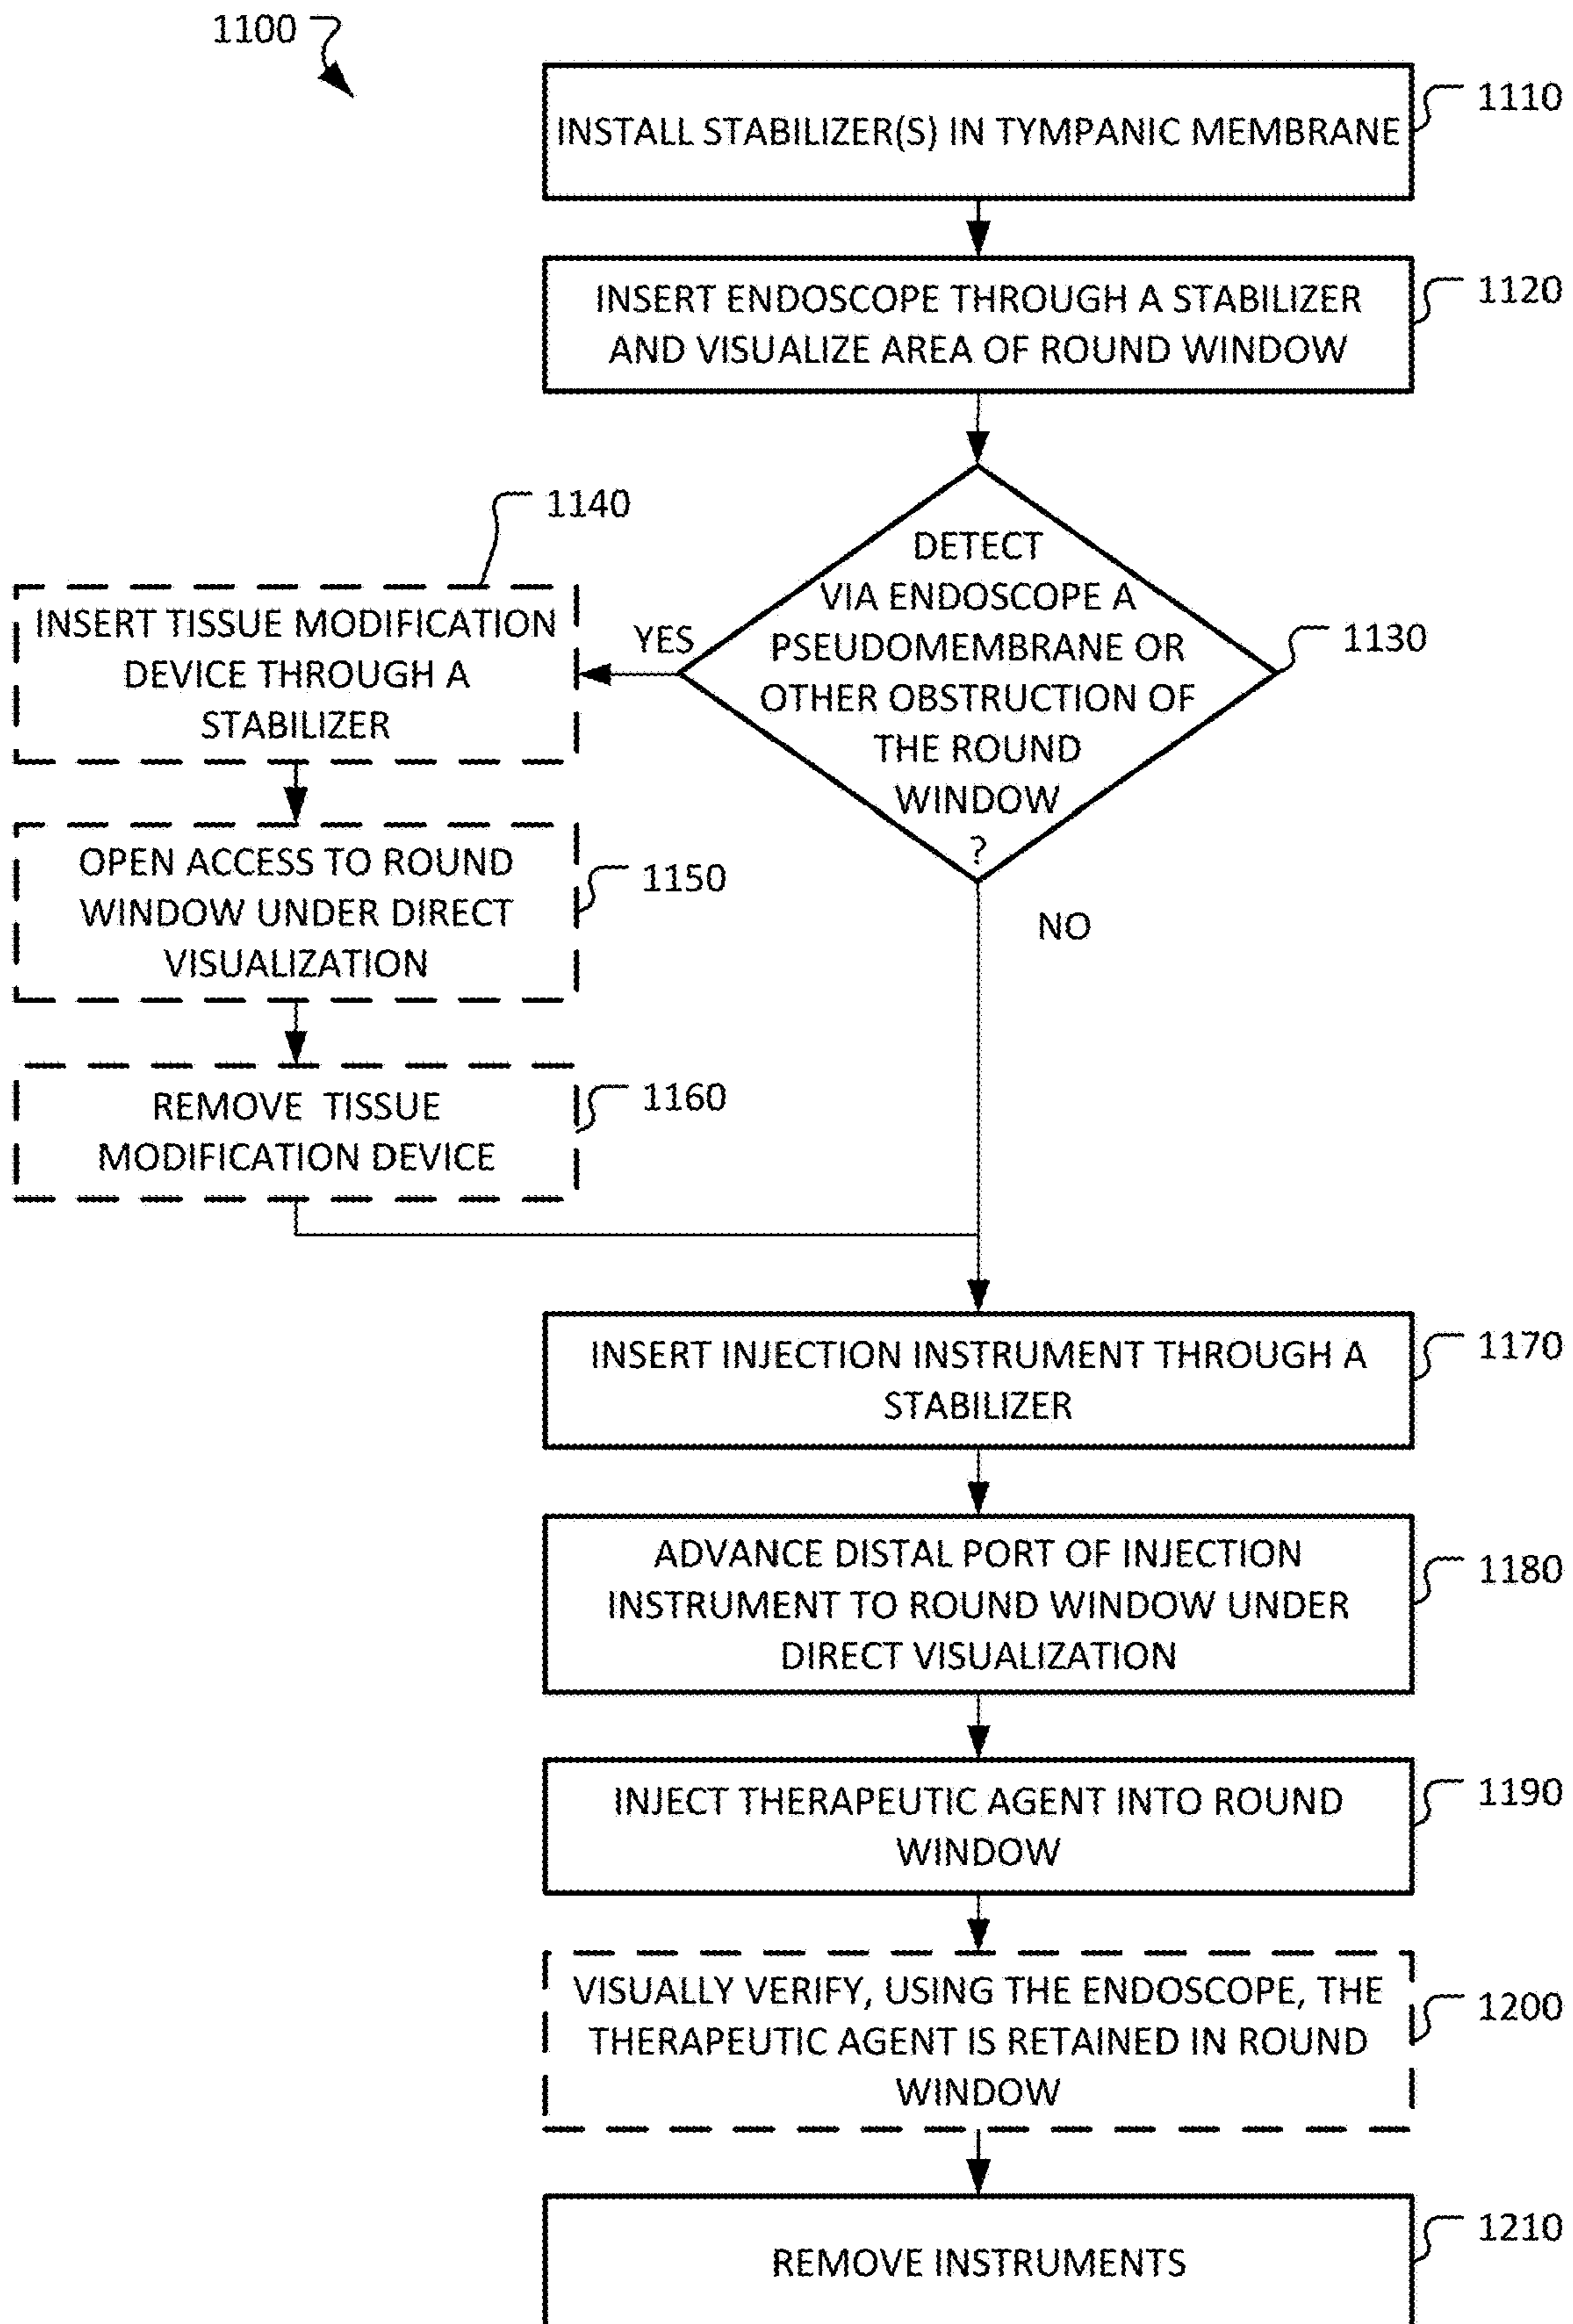 1100
INSTALL STABILIZER(S) IN TYMPANIC MEMBRANE
1110
INSERT ENDOSCOPE THROUGH A STABILIZER
AND VISUALIZE AREA OF ROUND WINDOW
1120
DETECT
VIA ENDOSCOPE A
PSEUDOMEMBRANE OR
OTHER OBSTRUCTION OF
THE ROUND
WINDOW
?
1130
YES
NO
1140
INSERT TISSUE MODIFICATION
DEVICE THROUGH A
STABILIZER
OPEN ACCESS TO ROUND
WINDOW UNDER DIRECT
VISUALIZATION
1150
REMOVE TISSUE
MODIFICATION DEVICE
1160
INSERT INJECTION INSTRUMENT THROUGH A
STABILIZER
1170
ADVANCE DISTAL PORT OF INJECTION
INSTRUMENT TO ROUND WINDOW UNDER
DIRECT VISUALIZATION
1180
INJECT THERAPEUTIC AGENT INTO ROUND
WINDOW
1190
VISUALLY VERIFY, USING THE ENDOSCOPE, THE
THERAPEUTIC AGENT IS RETAINED IN ROUND
WINDOW
1200
REMOVE INSTRUMENTS
1210